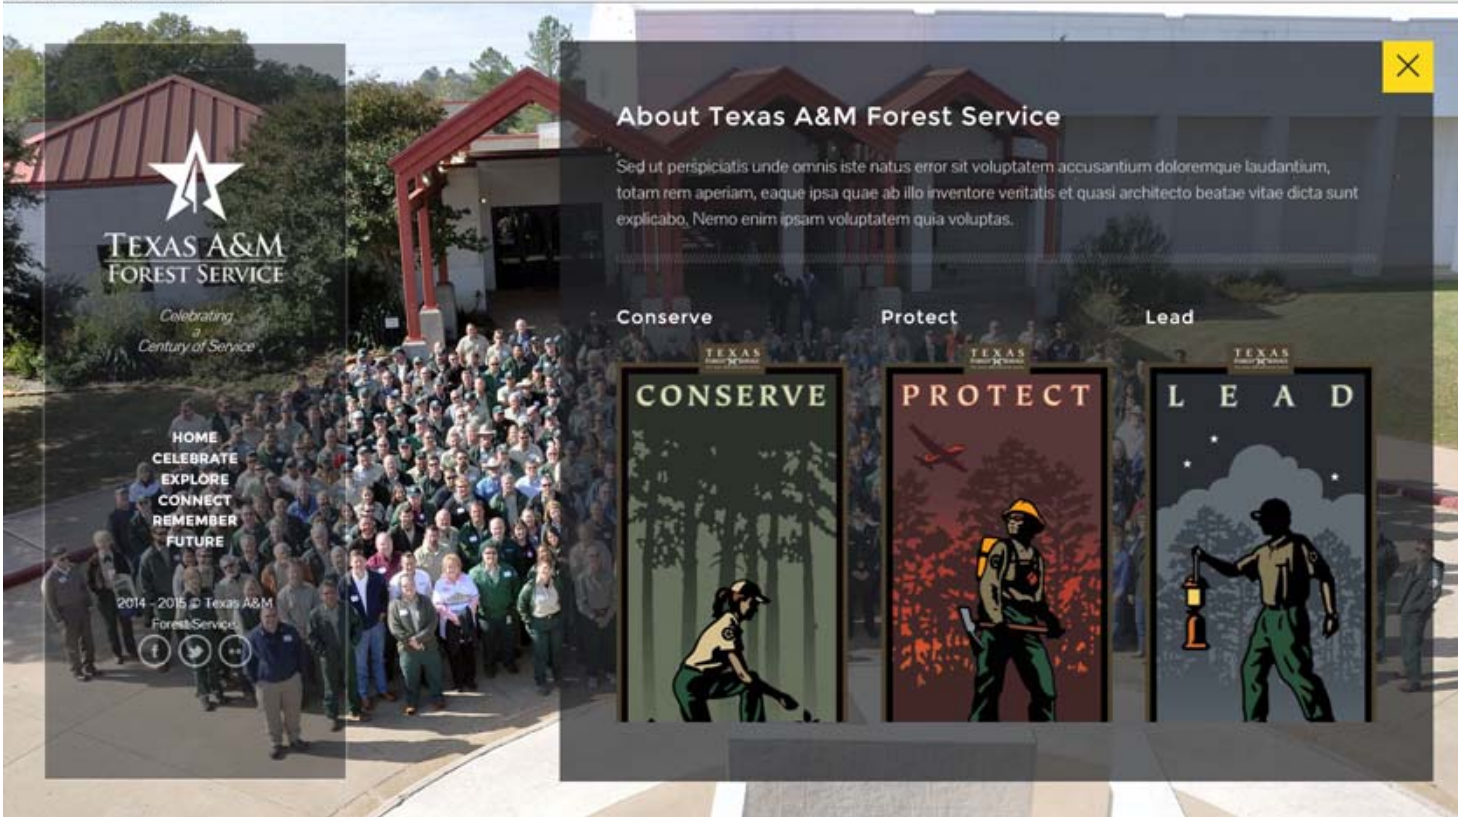 TEXAS A&M
FOREST SERVICE
Celebrating
a
Century of Service
HOME
CELEBRATE
EXPLORE
CONNECT
REMEMBER
FUTURE
2014 - 2015 © Texas A&M
Forest Service.
f
About Texas A&M Forest Service
Sed ut perspiciatis unde omnis iste natus error sit voluptatem accusantium doloremque laudantium,
totam rem aperiam, eaque ipsa quae ab illo inventore veritatis et quasi architecto beatae vitae dicta sunt
explicabo. Nemo enim ipsam voluptatem quia voluptas.
Conserve
TEXAS
CONSERVE
Protect
TEXAS
PROTECT
Lead
TEXAS
LEAD